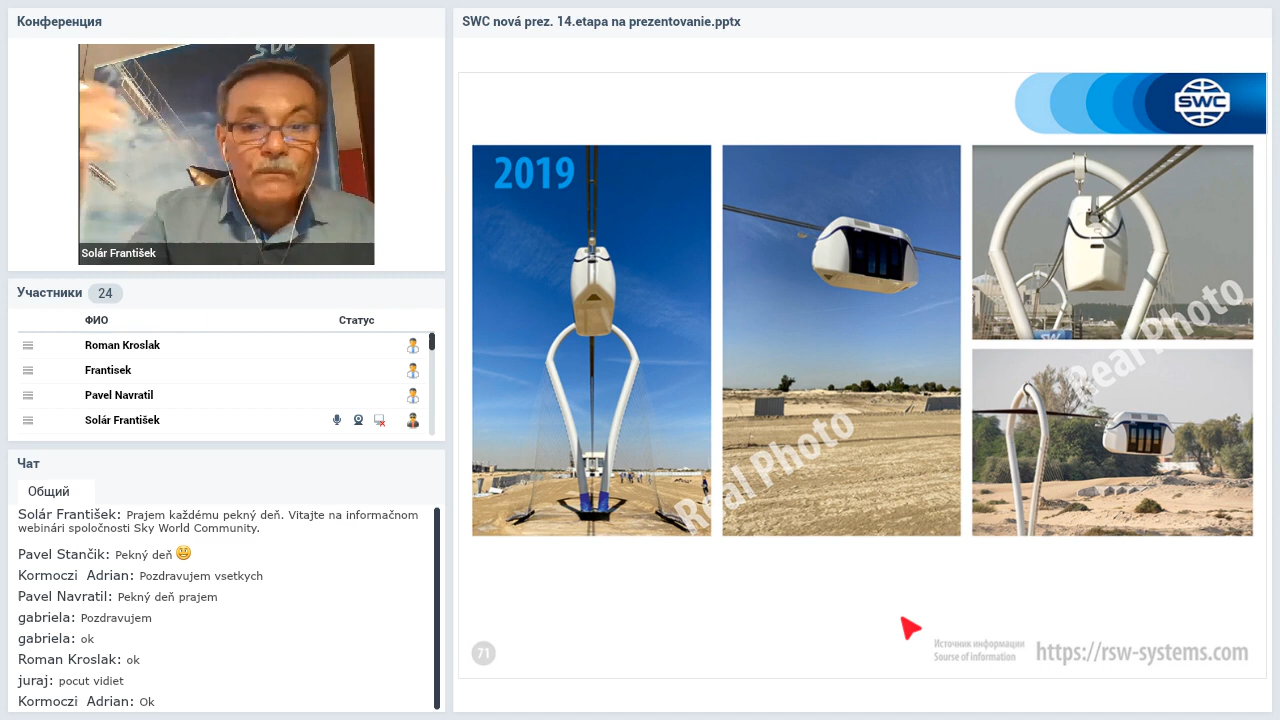 Конференция
Solár František
Участники 24
ФИО Статус
Roman Kroslak
Frantisek
Pavel Navratil
Solár František
Чат
Общий
Solár František: Prajem každému pekný deň. Vitajte na informačnom
webinári spoločnosti Sky World Community.
Pavel Stančik: Pekný deň
Kormoczi Adrian: Pozdravujem vsetkych
Pavel Navratil: Pekný deň prajem
gabriela: Pozdravujem
gabriela: ok
Roman Kroslak: ok
juraj: pocut vidiet
Kormoczi Adrian: Ok
SWC nová prez. 14.etapa na prezentovanie.pptx
SWC
2019
Real Photo
Real Photo
71
Источник информации
Sourse of information
https://rsw-systems.com